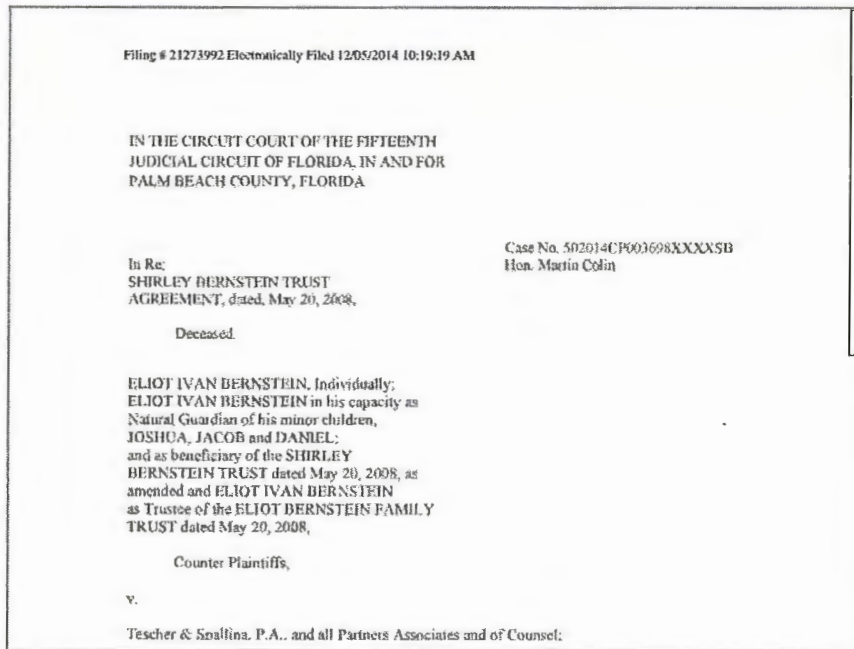 Filing # 21273992 Electronically Filed 12/05/2014 10:19:19 AM
IN THE CIRCUIT COURT OF THE FIFTEENTH
JUDICIAL CIRCUIT OF FLORIDA, IN AND FOR
PALM BEACH COUNTY, FLORIDA
Case No. 502014CP003698XXXXSB
Hon. Martin Colin
In Re:
SHIRLEY BERNSTEIN TRUST
AGREEMENT, dated, May 20, 2008,
Deceased.
ELIOT IVAN BERNSTEIN, Individually;
ELIOT IVAN BERNSTEIN in his capacity as
Natural Guardian of his minor children,
JOSHUA, JACOB and DANIEL;
and as beneficiary of the SHIRLEY
BERNSTEIN TRUST dated May 20, 2008, as
amended and ELIOT IVAN BERNSTEIN
as Trustee of the ELIOT BERNSTEIN FAMILY
TRUST dated May 20, 2008,
Counter Plaintiffs,
v.
Tescher & Spallina, P.A., and all Partners Associates and of Counsel;